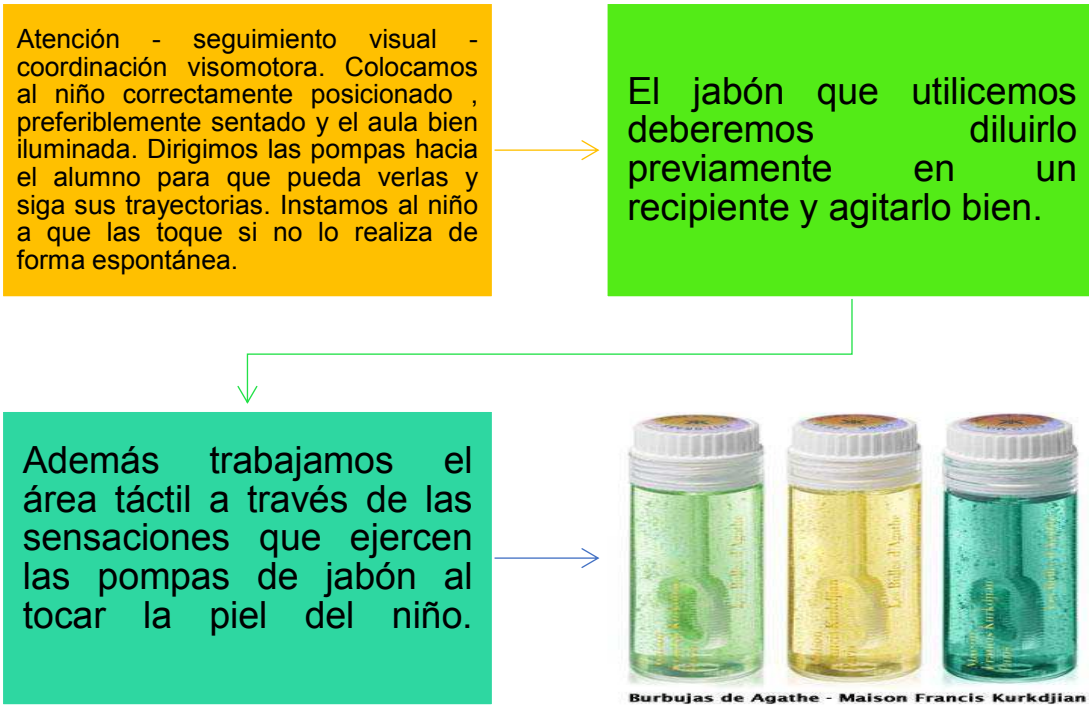 Atención - seguimiento visual -
coordinación visomotora. Colocamos
al niño correctamente posicionado ,
preferiblemente sentado y el aula bien
iluminada. Dirigimos las pompas hacia
el alumno para que pueda verlas y
siga sus trayectorias. Instamos al niño
a que las toque si no lo realiza de
forma espontánea.
El jabón que utilicemos
deberemos diluirlo
previamente en un
recipiente y agitarlo bien.
Además trabajamos el
área táctil a través de las
sensaciones que ejercen
las pompas de jabón al
tocar la piel del niño.
Burbujas de Agathe - Maison Francis Kurkdjian